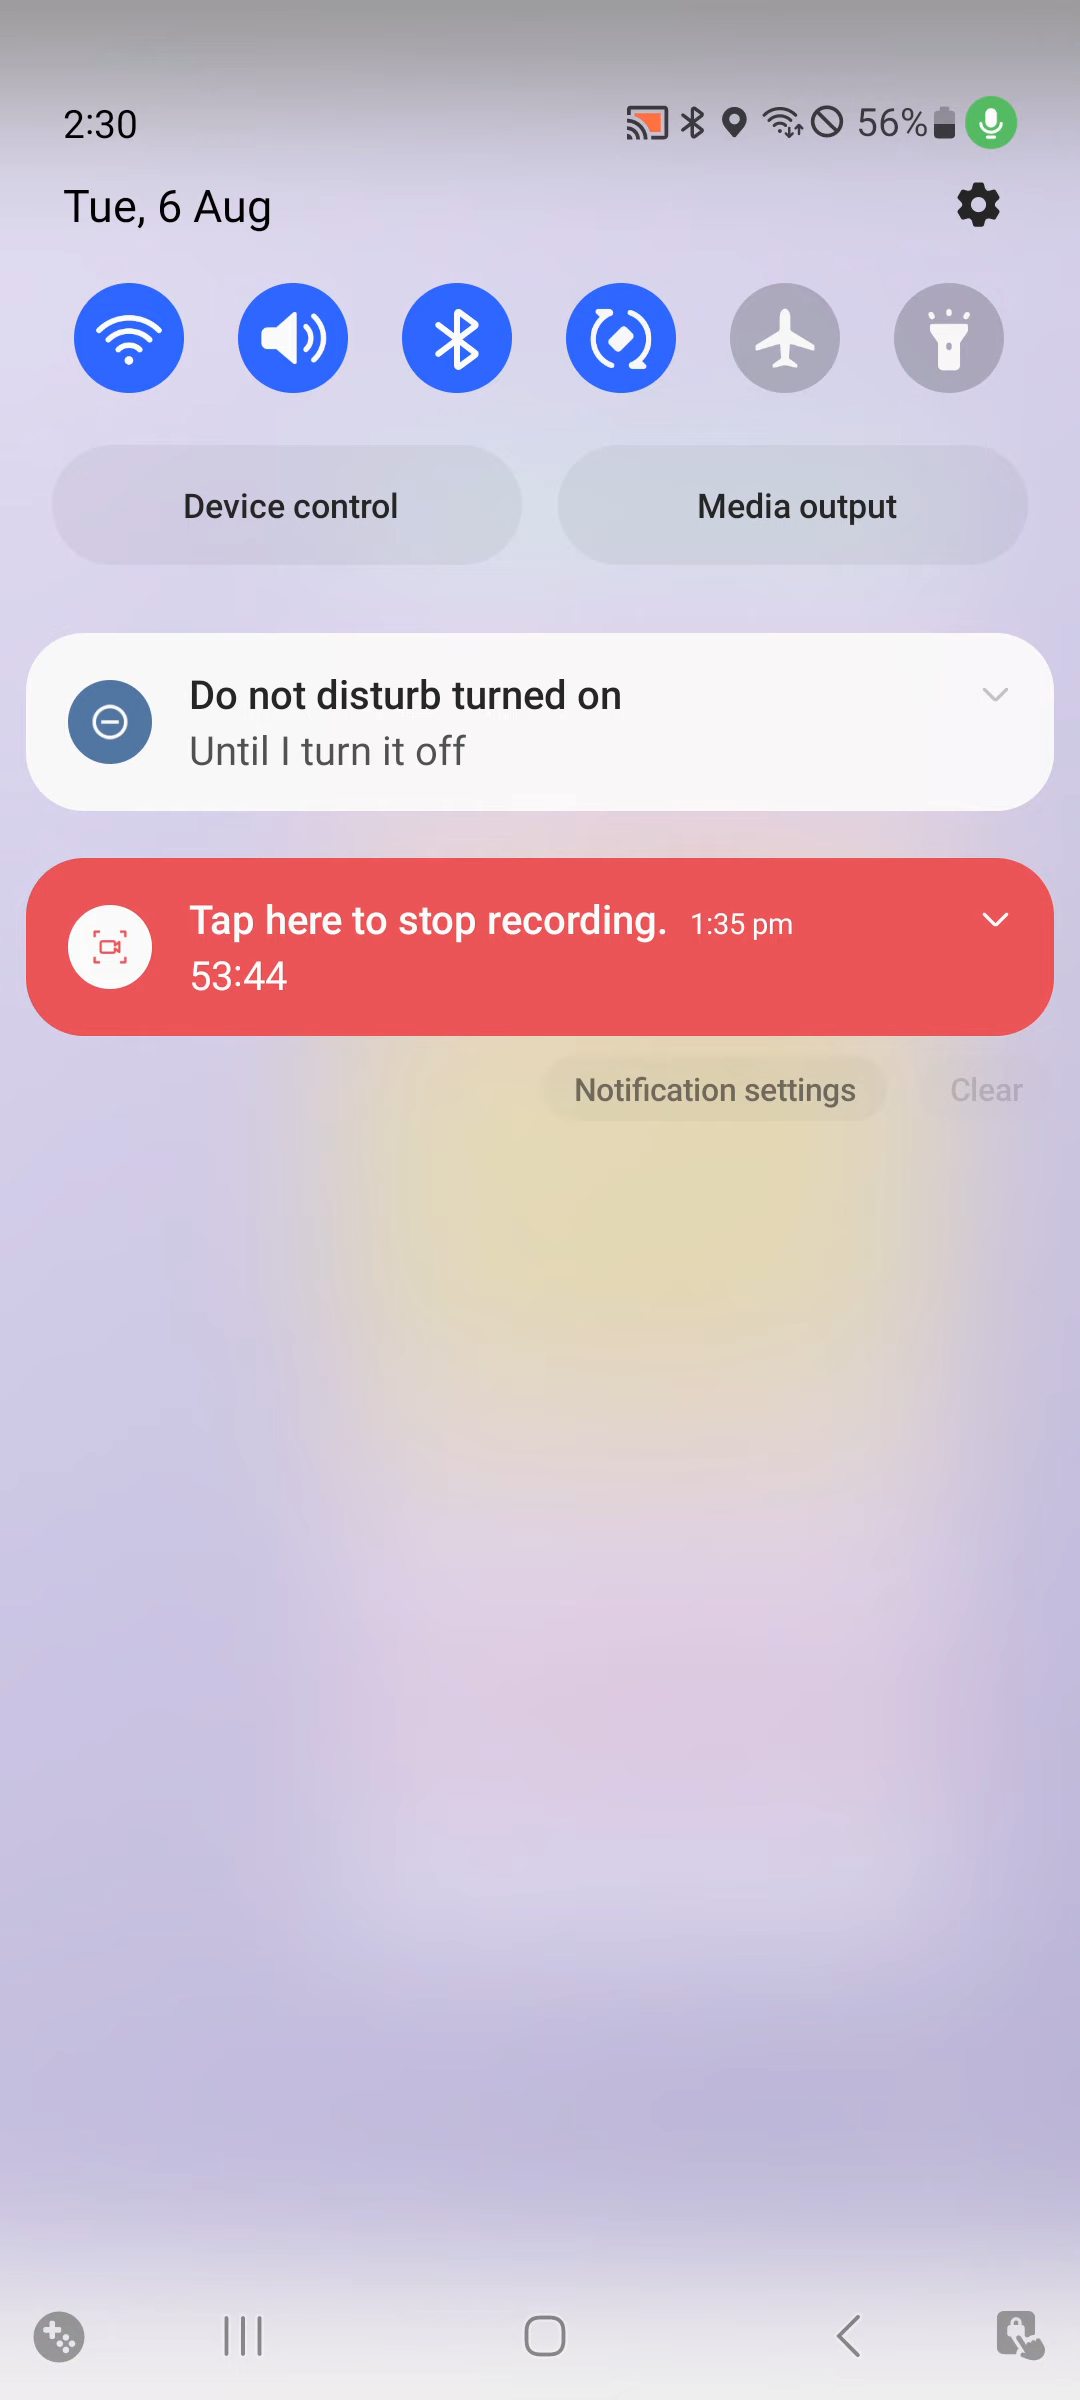 2:30
56%
Tue, 6 Aug
Device control
Media output
Do not disturb turned on
Until I turn it off
Tap here to stop recording. 1:35 pm
53:44
Notification settings
Clear